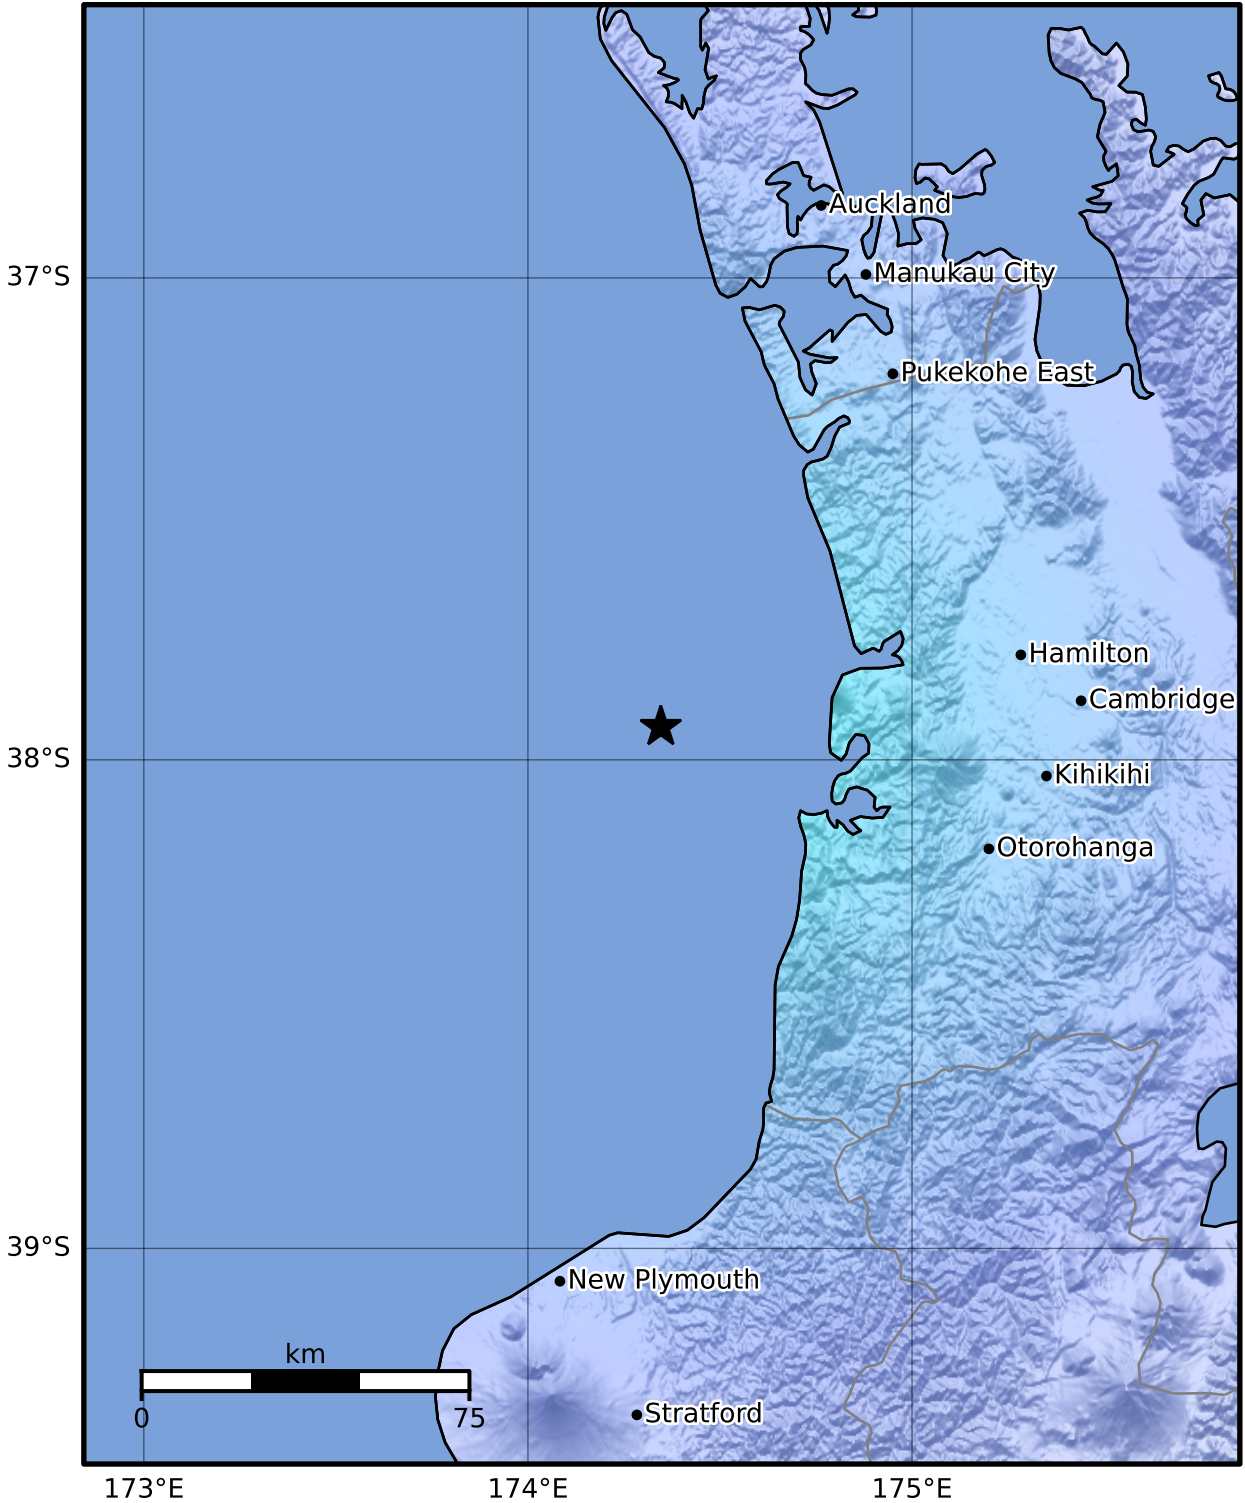 Auckland
37°S
Manukau City
Pukekohe East
Hamilton
Cambridge
38°S
Kihikihi
Otorohanga
39°S
New Plymouth
km
0
75
Stratford
173°E
174°E
175°E